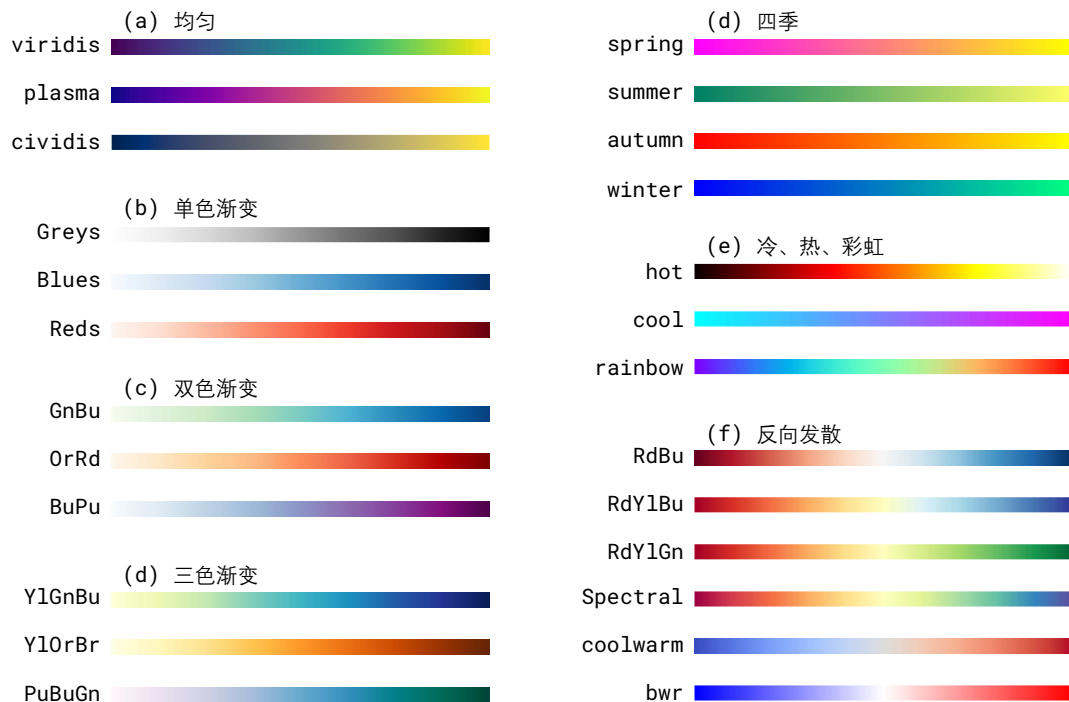 (a) 均匀
viridis
plasma
cividis
(b) 单色渐变
Greys
Blues
Reds
(c) 双色渐变
GnBu
OrRd
BuPu
(d) 三色渐变
YlGnBu
YlOrBr
PuBuGn
(d) 四季
spring
summer
autumn
winter
(e) 冷、热、彩虹
hot
cool
rainbow
(f) 反向发散
RdBu
RdYlBu
RdYlGn
Spectral
coolwarm
bwr